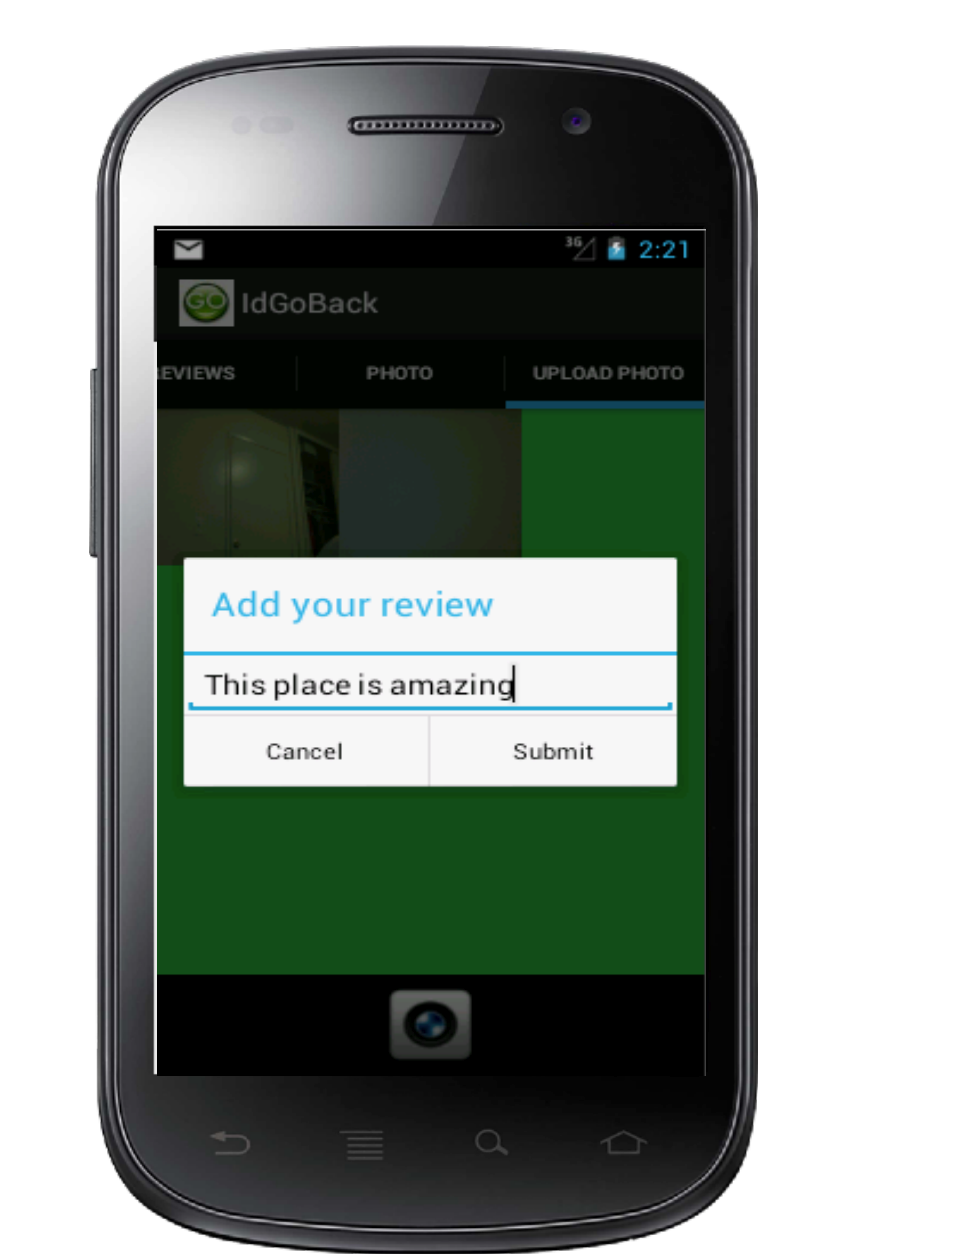 3G 2:21
GO IdGoBack
EVIEWS PHOTO UPLOAD PHOTO
Add your review
This place is amazing
Cancel Submit